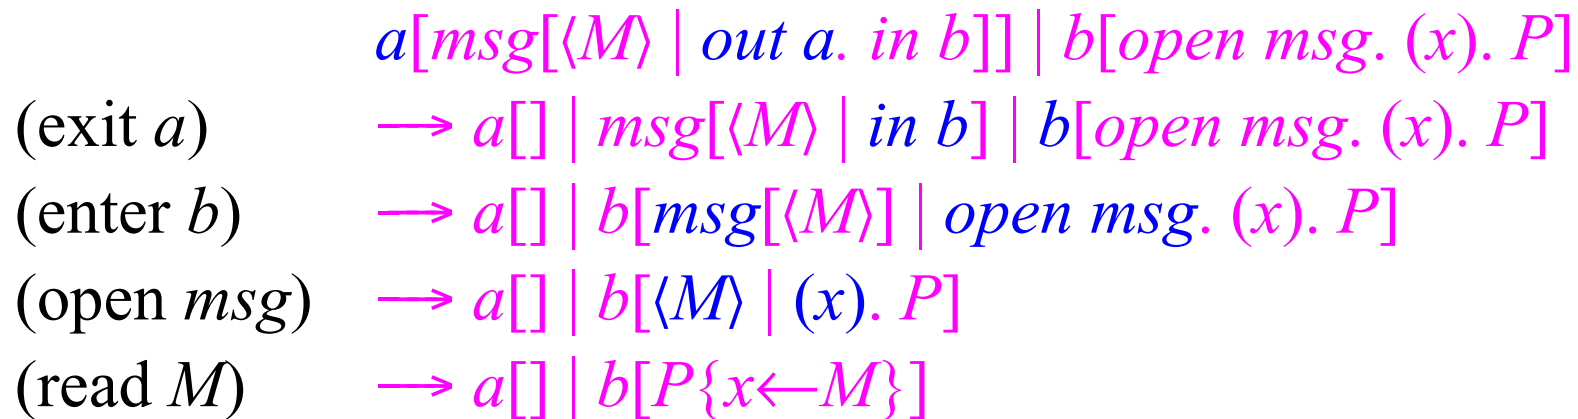 a[msg[⟨M⟩ | out a. in b]] | b[open msg. (x). P]
(exit a) ⟶ a[] | msg[⟨M⟩ | in b] | b[open msg. (x). P]
(enter b) ⟶ a[] | b[msg[⟨M⟩] | open msg. (x). P]
(open msg) ⟶ a[] | b[⟨M⟩ | (x). P]
(read M) ⟶ a[] | b[P{x←M}]